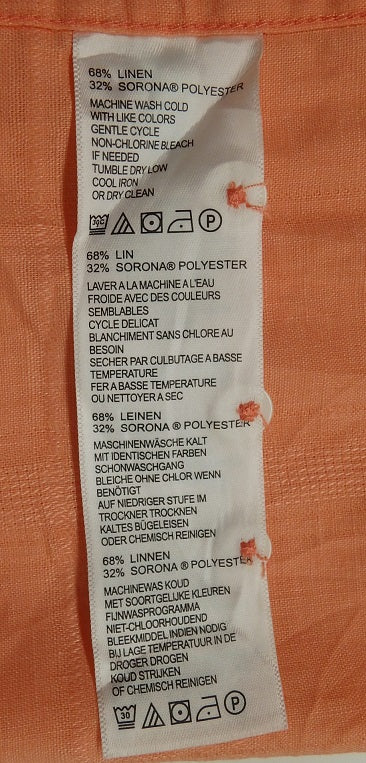 68% LINEN
32% SORONA® POLYESTER
MACHINE WASH COLD
WITH LIKE COLORS
GENTLE CYCLE
NON-CHLORINE BLEACH
IF NEEDED
TUMBLE DRY LOW
COOL IRON
OR DRY CLEAN
30C P
68% LIN
32% SORONA® POLYESTER
LAVER A LA MACHINE A L'EAU
FROIDE AVEC DES COULEURS
SEMBLABLES
CYCLE DELICAT
BLANCHIMENT SANS CHLORE AU
BESOIN
SECHER PAR CULBUTAGE A BASSE
TEMPERATURE
FER A BASSE TEMPERATURE
OU NETTOYER A SEC
68% LEINEN
32% SORONA ® POLYESTER
MASCHINENWÄSCHE KALT
MIT IDENTISCHEN FARBEN
SCHONWASCHGANG
BLEICHE OHNE CHLOR WENN
BENÖTIGT
AUF NIEDRIGER STUFE IM
TROCKNER TROCKNEN
KALTES BÜGELEISEN
ODER CHEMISCH REINIGEN
68% LINNEN
32% SORONA ® POLYESTER
MACHINEWAS KOUD
MET SOORTGELIJKE KLEUREN
FIJNWASPROGRAMMA
NIET-CHLOORHOUDEND
BLEEKMIDDEL INDIEN NODIG
BIJ LAGE TEMPERATUUR IN DE
DROGER DROGEN
KOUD STRIJKEN
OF CHEMISCH REINIGEN
30 P